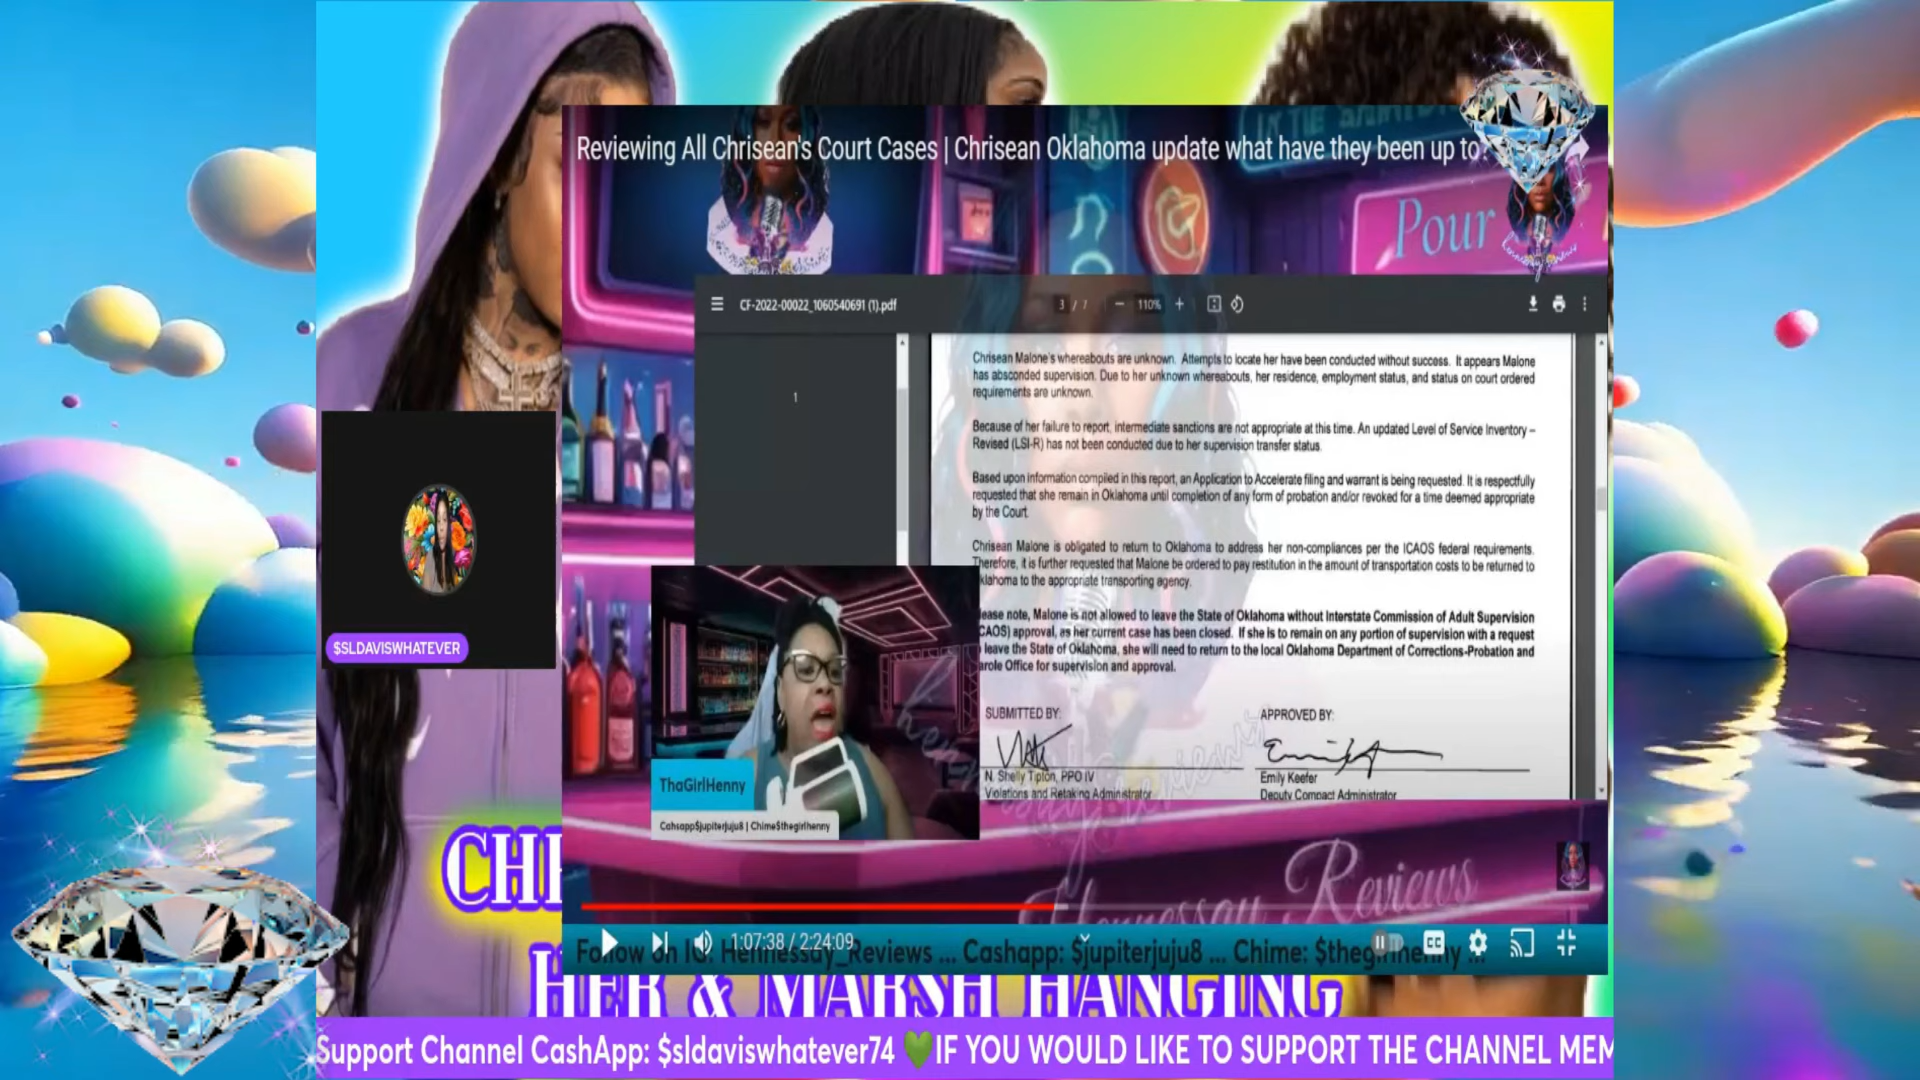 Reviewing All Chrisean's Court Cases | Chrisean Oklahoma update what have they been up to?
Pour
CF-2022-00022_1060540691 (1).pdf
3 / 7
110%
1
Chrisean Malone's whereabouts are unknown. Attempts to locate her have been conducted without success. It appears Malone
has absconded supervision. Due to her unknown whereabouts, her residence, employment status, and status on court ordered
requirements are unknown.
Because of her failure to report, intermediate sanctions are not appropriate at this time. An updated Level of Service Inventory –
Revised (LSI-R) has not been conducted due to her supervision transfer status.
Based upon information compiled in this report, an Application to Accelerate filing and warrant is being requested. It is respectfully
requested that she remain in Oklahoma until completion of any form of probation and/or revoked for a time deemed appropriate
by the Court.
Chrisean Malone is obligated to return to Oklahoma to address her non-compliances per the ICAOS federal requirements.
Therefore, it is further requested that Malone be ordered to pay restitution in the amount of transportation costs to be returned to
klahoma to the appropriate transporting agency.
ease note, Malone is not allowed to leave the State of Oklahoma without Interstate Commission of Adult Supervision
CAOS) approval, as her current case has been closed. If she is to remain on any portion of supervision with a request
leave the State of Oklahoma, she will need to return to the local Oklahoma Department of Corrections-Probation and
arole Office for supervision and approval.
SUBMITTED BY:
APPROVED BY:
N. Shelly Tipton, PPO IV
Emily Keefer
Violations and Retaking Administrator
Deputy Compact Administrator
$SLDAVISWHATEVER
ThaGirlHenny
Cahsapp$jupiterjuju8 | Chime$thegirlhenny
Hennessay Reviews
1:07:38 / 2:24:09
CC
Follow on IG: Hennessay_Reviews ... Cashapp: $jupiterjuju8 ... Chime: $thegirlhenny ...
CH
HER & MARSH HANGING
Support Channel CashApp: $sldaviswhatever74 💚IF YOU WOULD LIKE TO SUPPORT THE CHANNEL MEM